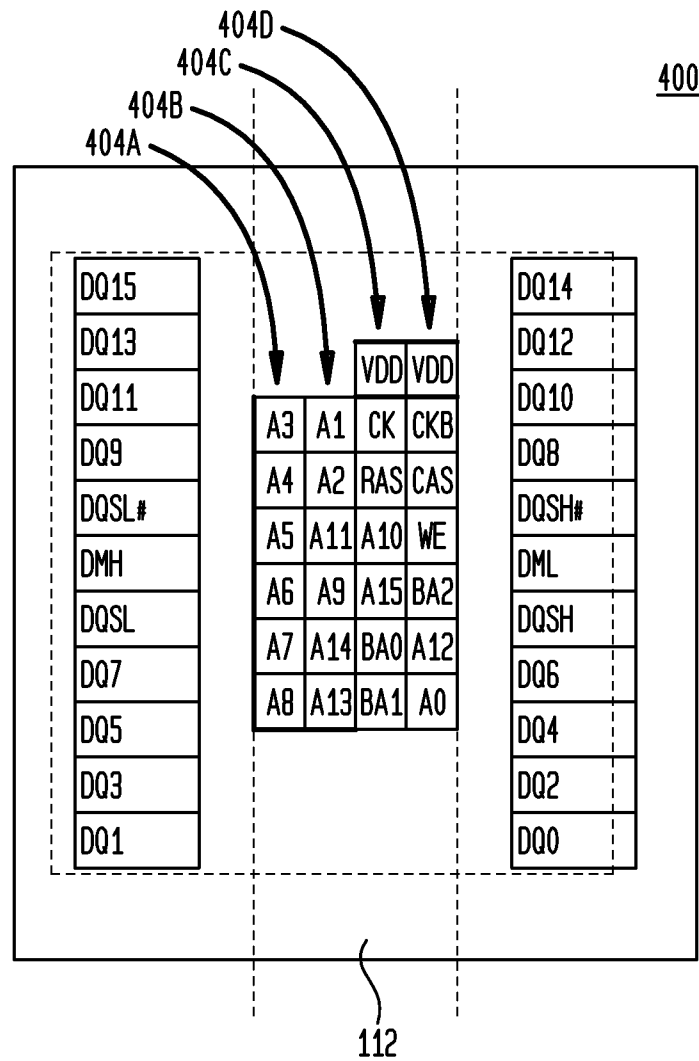 404D
404C
400
404B
404A
DQ15
DQ14
DQ13
DQ12
VDD VDD
DQ11
DQ10
A3 A1 CK CKB
DQ9
DQ8
A4 A2 RAS CAS
DQSL#
DQSH#
A5 A11 A10 WE
DMH
DML
A6 A9 A15 BA2
DQSL
DQSH
A7 A14 BA0 A12
DQ7
DQ6
A8 A13 BA1 A0
DQ5
DQ4
DQ3
DQ2
DQ1
DQ0
112